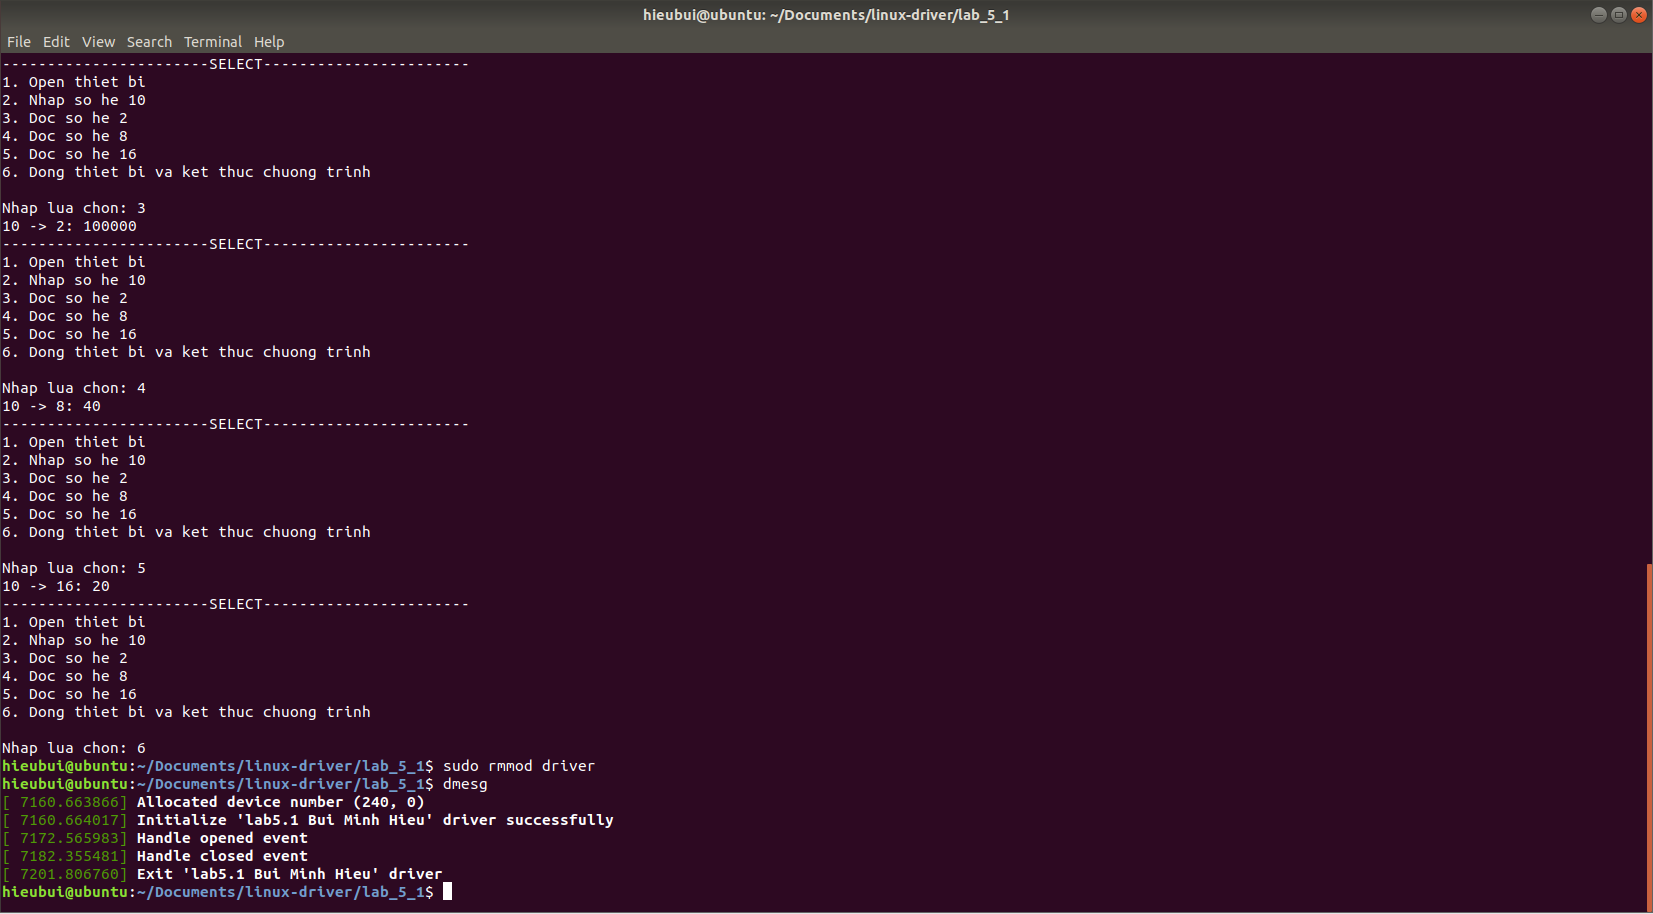 hieubui@ubuntu: ~/Documents/linux-driver/lab_5_1
File Edit View Search Terminal Help
-----------------------SELECT-----------------------
1. Open thiet bi
2. Nhap so he 10
3. Doc so he 2
4. Doc so he 8
5. Doc so he 16
6. Dong thiet bi va ket thuc chuong trinh
Nhap lua chon: 3
10 -> 2: 100000
-----------------------SELECT-----------------------
1. Open thiet bi
2. Nhap so he 10
3. Doc so he 2
4. Doc so he 8
5. Doc so he 16
6. Dong thiet bi va ket thuc chuong trinh
Nhap lua chon: 4
10 -> 8: 40
-----------------------SELECT-----------------------
1. Open thiet bi
2. Nhap so he 10
3. Doc so he 2
4. Doc so he 8
5. Doc so he 16
6. Dong thiet bi va ket thuc chuong trinh
Nhap lua chon: 5
10 -> 16: 20
-----------------------SELECT-----------------------
1. Open thiet bi
2. Nhap so he 10
3. Doc so he 2
4. Doc so he 8
5. Doc so he 16
6. Dong thiet bi va ket thuc chuong trinh
Nhap lua chon: 6
hieubui@ubuntu:~/Documents/linux-driver/lab_5_1$ sudo rmmod driver
hieubui@ubuntu:~/Documents/linux-driver/lab_5_1$ dmesg
[ 7160.663866] Allocated device number (240, 0)
[ 7160.664017] Initialize 'lab5.1 Bui Minh Hieu' driver successfully
[ 7172.565983] Handle opened event
[ 7182.355481] Handle closed event
[ 7201.806760] Exit 'lab5.1 Bui Minh Hieu' driver
hieubui@ubuntu:~/Documents/linux-driver/lab_5_1$